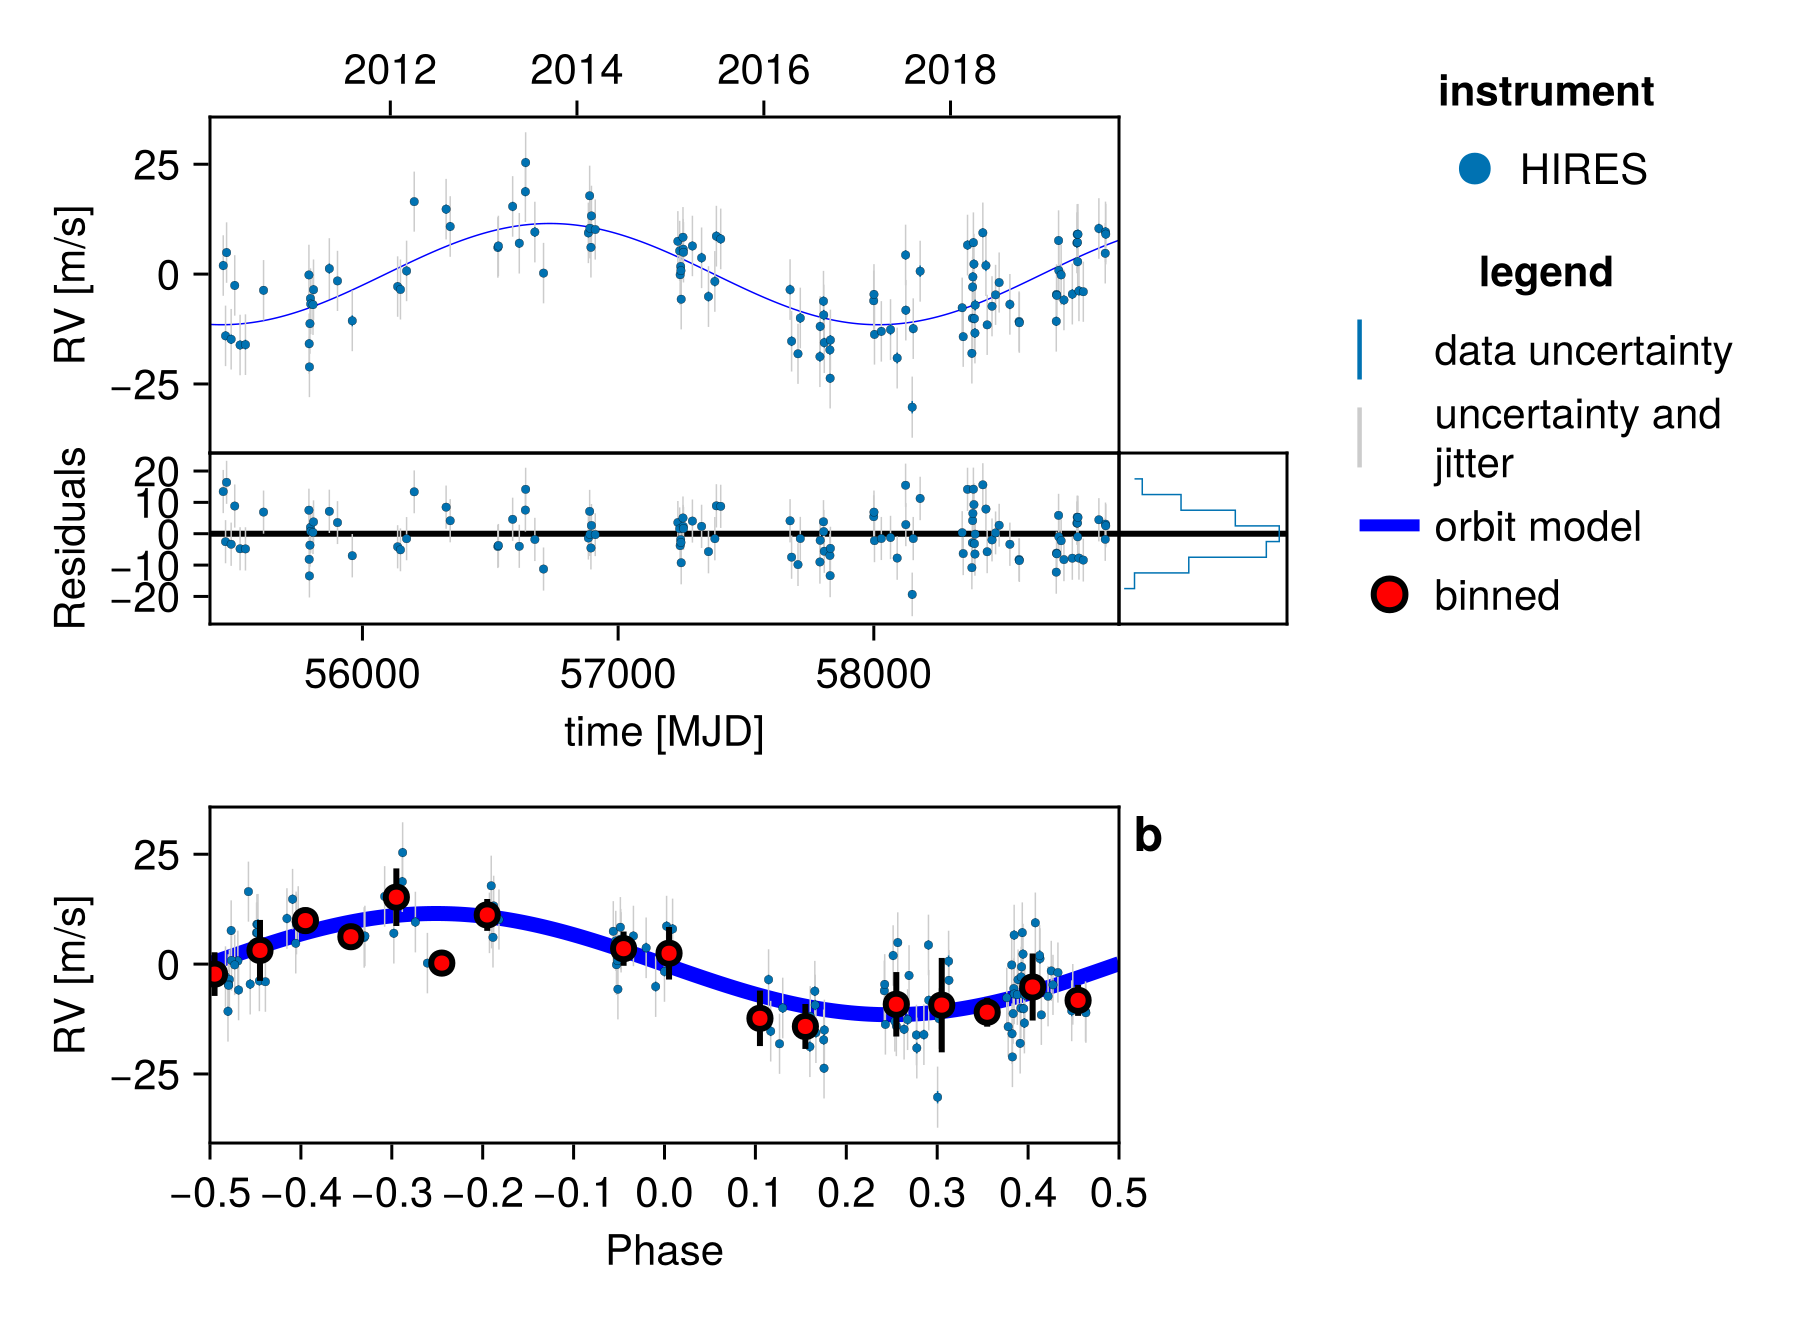 2012 2014 2016 2018
25
0
−25
RV [m/s]
20
10
0
−10
−20
Residuals
56000 57000 58000
time [MJD]
instrument
HIRES
legend
data uncertainty
uncertainty and
jitter
orbit model
binned
b
25
0
−25
RV [m/s]
−0.5 −0.4 −0.3 −0.2 −0.1 0.0 0.1 0.2 0.3 0.4 0.5
Phase